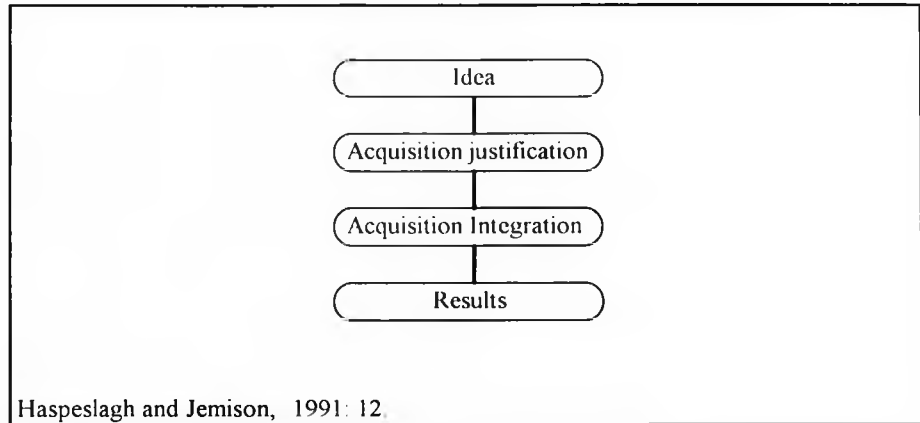 Idea
Acquisition justification
Acquisition Integration
Results
Haspeslagh and Jemison, 1991: 12.